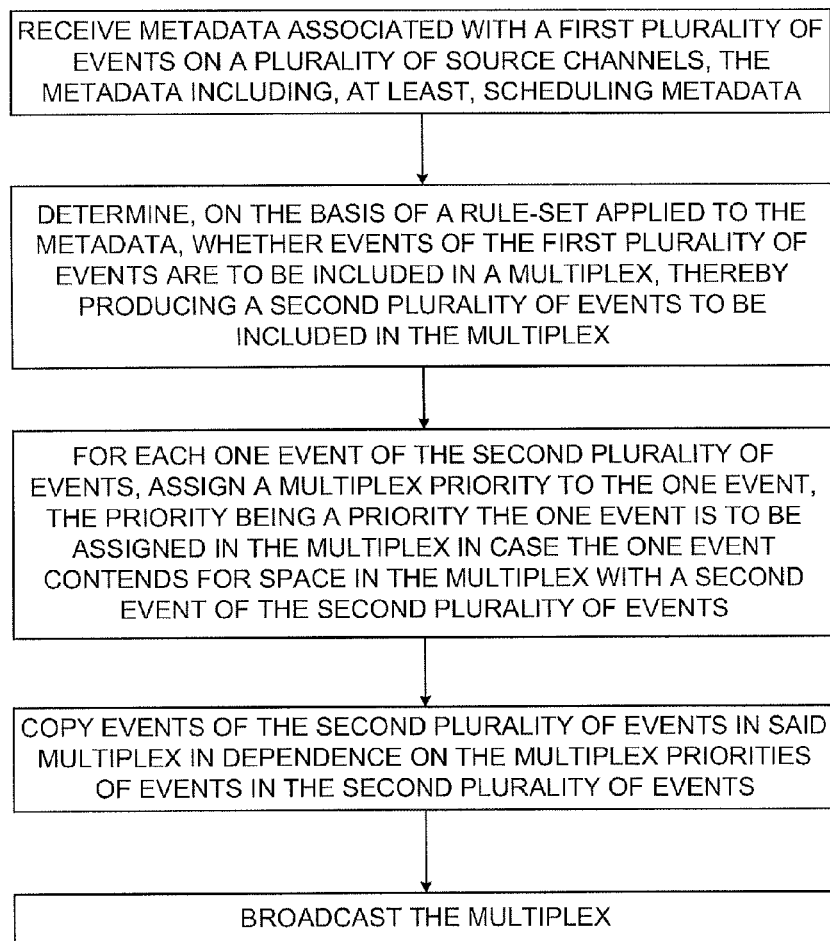 RECEIVE METADATA ASSOCIATED WITH A FIRST PLURALITY OF
EVENTS ON A PLURALITY OF SOURCE CHANNELS, THE
METADATA INCLUDING, AT LEAST, SCHEDULING METADATA
DETERMINE, ON THE BASIS OF A RULE-SET APPLIED TO THE
METADATA, WHETHER EVENTS OF THE FIRST PLURALITY OF
EVENTS ARE TO BE INCLUDED IN A MULTIPLEX, THEREBY
PRODUCING A SECOND PLURALITY OF EVENTS TO BE
INCLUDED IN THE MULTIPLEX
FOR EACH ONE EVENT OF THE SECOND PLURALITY OF
EVENTS, ASSIGN A MULTIPLEX PRIORITY TO THE ONE EVENT,
THE PRIORITY BEING A PRIORITY THE ONE EVENT IS TO BE
ASSIGNED IN THE MULTIPLEX IN CASE THE ONE EVENT
CONTENDS FOR SPACE IN THE MULTIPLEX WITH A SECOND
EVENT OF THE SECOND PLURALITY OF EVENTS
COPY EVENTS OF THE SECOND PLURALITY OF EVENTS IN SAID
MULTIPLEX IN DEPENDENCE ON THE MULTIPLEX PRIORITIES
OF EVENTS IN THE SECOND PLURALITY OF EVENTS
BROADCAST THE MULTIPLEX